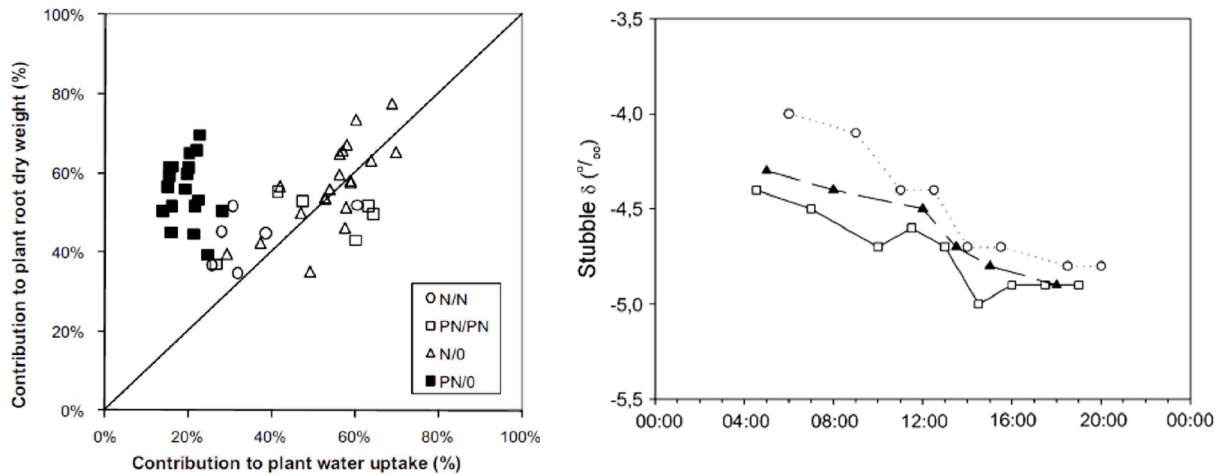 100%
80%
60%
40%
20%
0%
Contribution to plant root dry weight (%)
N/N
PN/PN
N/0
PN/0
0% 20% 40% 60% 80% 100%
Contribution to plant water uptake (%)
-3,5
-4,0
-4,5
-5,0
-5,5
Stubble δ (°/oo)
00:00 04:00 08:00 12:00 16:00 20:00 00:00